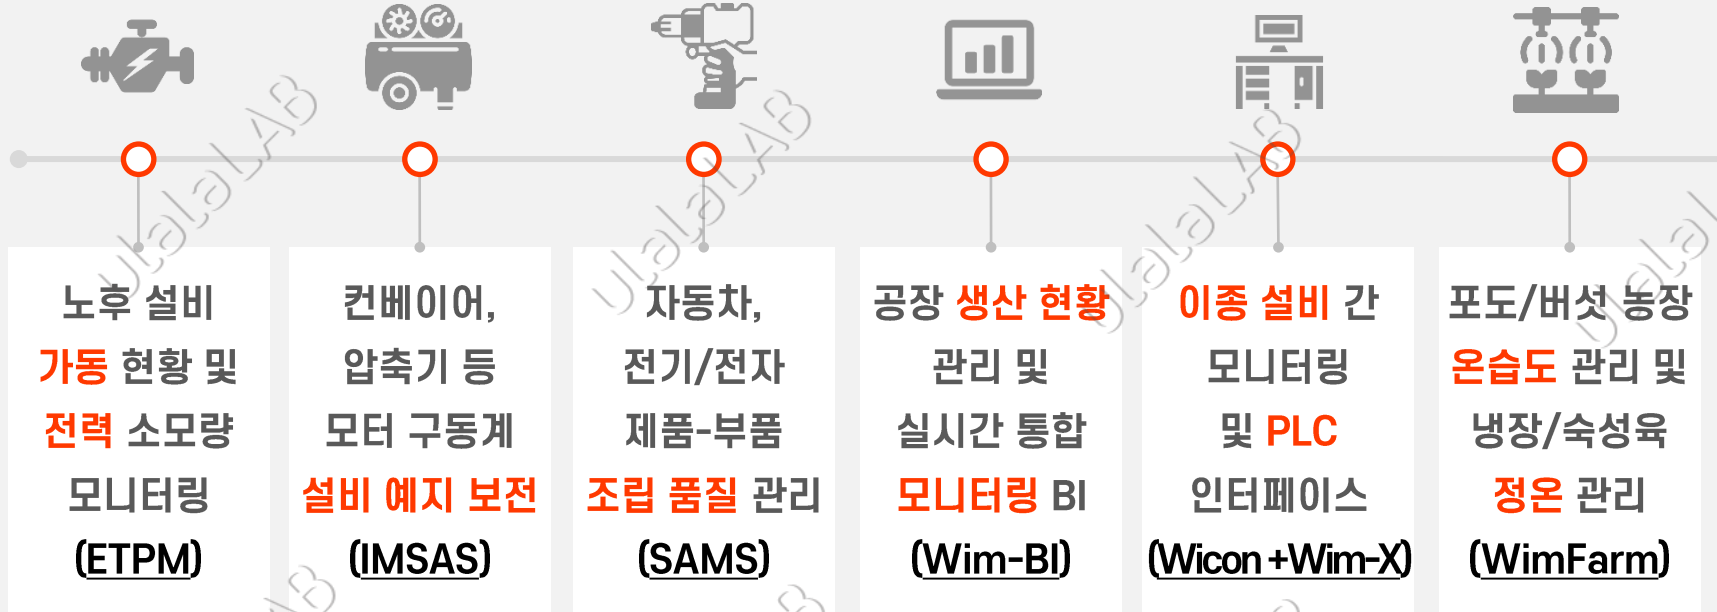 노후 설비
가동 현황 및
전력 소모량
모니터링
(ETPM)
컨베이어,
압축기 등
모터 구동계
설비 예지 보전
(IMSAS)
자동차,
전기/전자
제품-부품
조립 품질 관리
(SAMS)
공장 생산 현황
관리 및
실시간 통합
모니터링 BI
(Wim-BI)
이종 설비 간
모니터링
및 PLC
인터페이스
(Wicon +Wim-X)
포도/버섯 농장
온습도 관리 및
냉장/숙성육
정온 관리
(WimFarm)
UlalaLAB
UlalaLAB
UlalaLAB